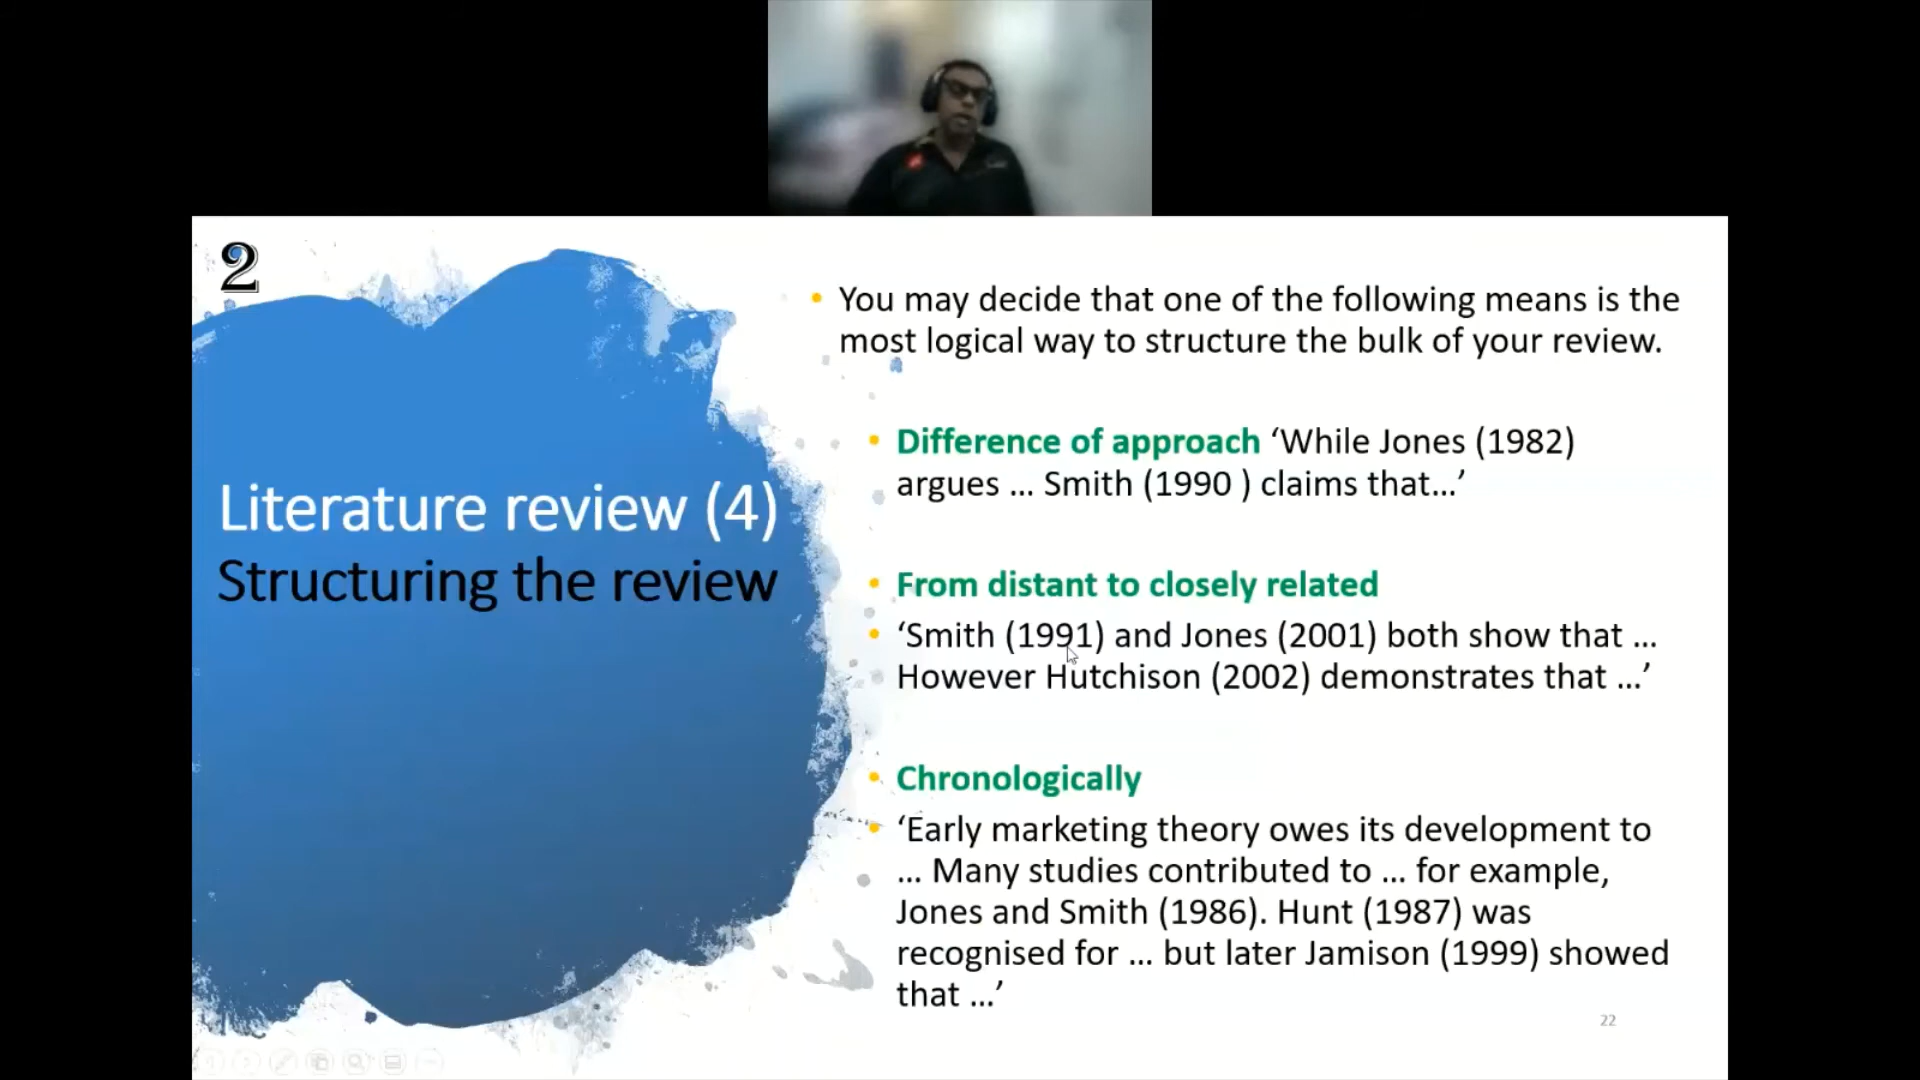 2
Literature review (4)
Structuring the review
• You may decide that one of the following means is the
most logical way to structure the bulk of your review.
• Difference of approach ‘While Jones (1982)
argues ... Smith (1990 ) claims that...’
• From distant to closely related
• ‘Smith (1991) and Jones (2001) both show that ...
However Hutchison (2002) demonstrates that ...’
• Chronologically
• ‘Early marketing theory owes its development to
... Many studies contributed to ... for example,
Jones and Smith (1986). Hunt (1987) was
recognised for ... but later Jamison (1999) showed
that ...’
22